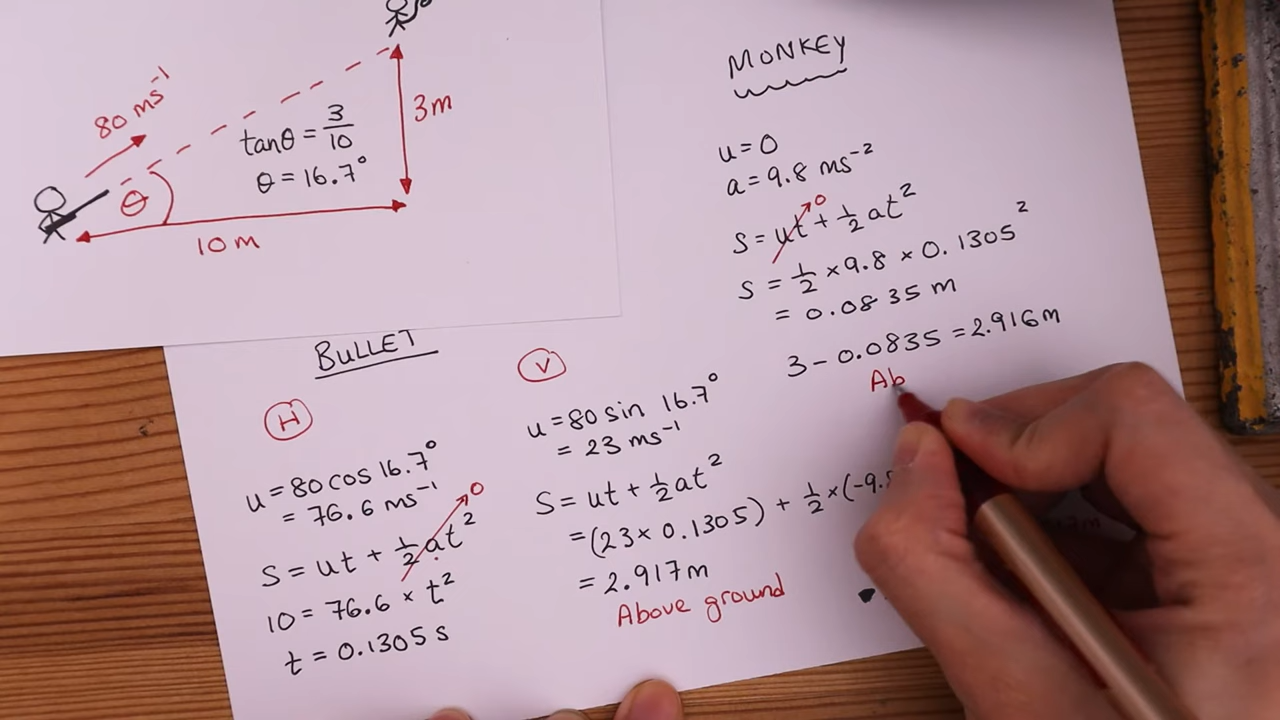 80 ms⁻¹
tanθ = 3/10
θ = 16.7°
3m
θ
10 m
BULLET
H
u = 80 cos 16.7°
= 76.6 ms⁻¹
s = ut + ½at² 0
10 = 76.6 × t²
t = 0.1305 s
V
u = 80 sin 16.7°
= 23 ms⁻¹
S = ut + ½at²
= (23 × 0.1305) + ½ × (-9.
= 2.917m
Above ground
MONKEY
u = 0
a = 9.8 ms⁻²
s = ut + ½at² 0
s = ½ × 9.8 × 0.1305²
= 0.0835 m
3 - 0.0835 = 2.916m
Ab